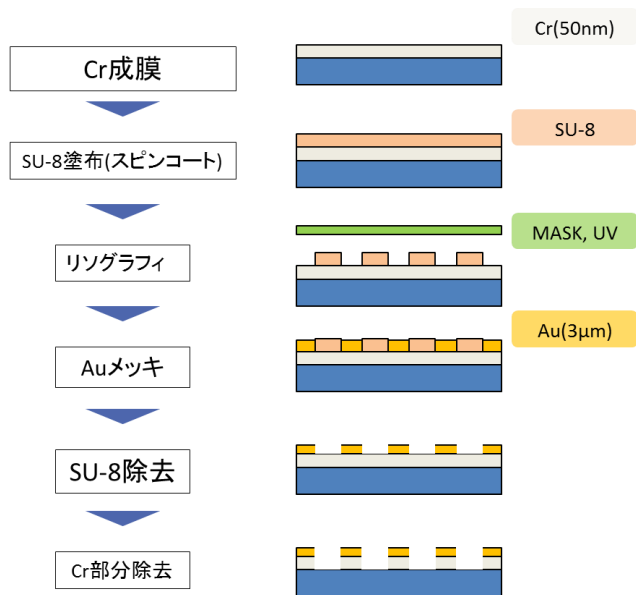 Cr(50nm)
Cr成膜
SU-8
SU-8塗布(スピンコート)
MASK, UV
リソグラフィ
Au(3μm)
Auメッキ
SU-8除去
Cr部分除去